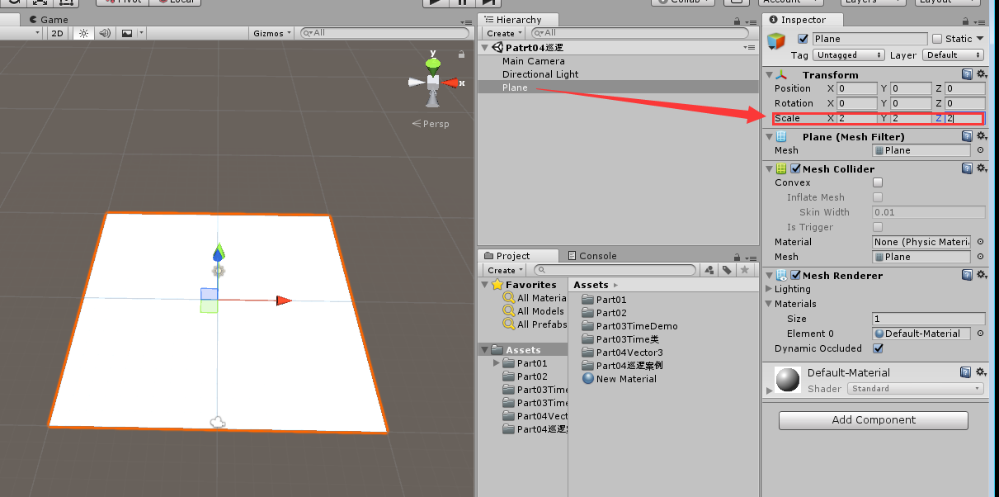 Pivot Local Collab Account Layers Layout
Game
2D Gizmos All
y
x
Persp
Hierarchy
Create All
Patrt04巡逻
Main Camera
Directional Light
Plane
Project Console
Create
Favorites
All Materia
All Models
All Prefabs
Assets
Part01
Part02
Part03Time
Part03Time
Part04Vect
Part04巡逻
Assets
Part01
Part02
Part03TimeDemo
Part03Time类
Part04Vector3
Part04巡逻案例
New Material
Inspector
Plane Static
Tag Untagged Layer Default
Transform
Position X 0 Y 0 Z 0
Rotation X 0 Y 0 Z 0
Scale X 2 Y 2 Z 2
Plane (Mesh Filter)
Mesh Plane
Mesh Collider
Convex
Inflate Mesh
Skin Width 0.01
Is Trigger
Material None (Physic Materi
Mesh Plane
Mesh Renderer
Lighting
Materials
Size 1
Element 0 Default-Material
Dynamic Occluded
Default-Material
Shader Standard
Add Component